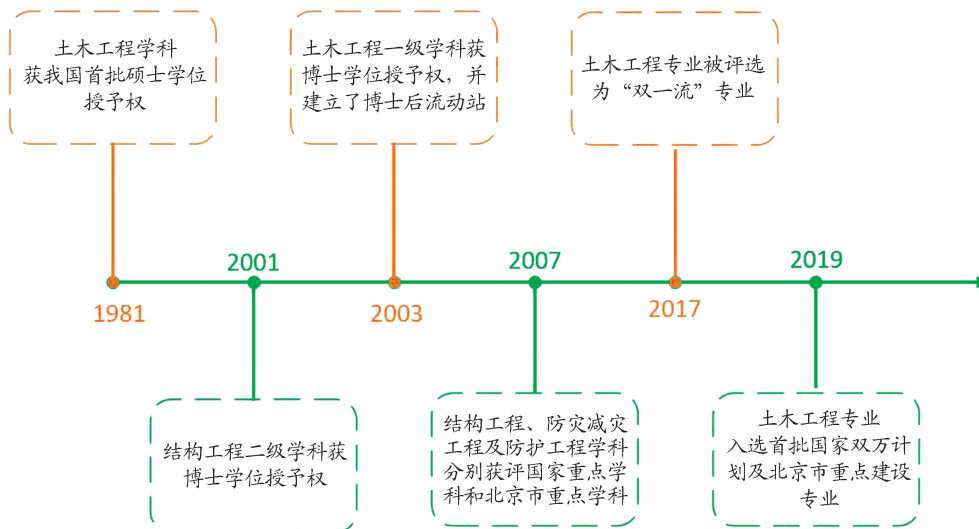 土木工程学科
获我国首批硕士学位
授予权
土木工程一级学科获
博士学位授予权，并
建立了博士后流动站
土木工程专业被评选
为“双一流”专业
2001
2007
2019
1981
2003
2017
结构工程二级学科获
博士学位授予权
结构工程、防灾减灾
工程及防护工程学科
分别获评国家重点学
科和北京市重点学科
土木工程专业
入选首批国家双万计
划及北京市重点建设
专业